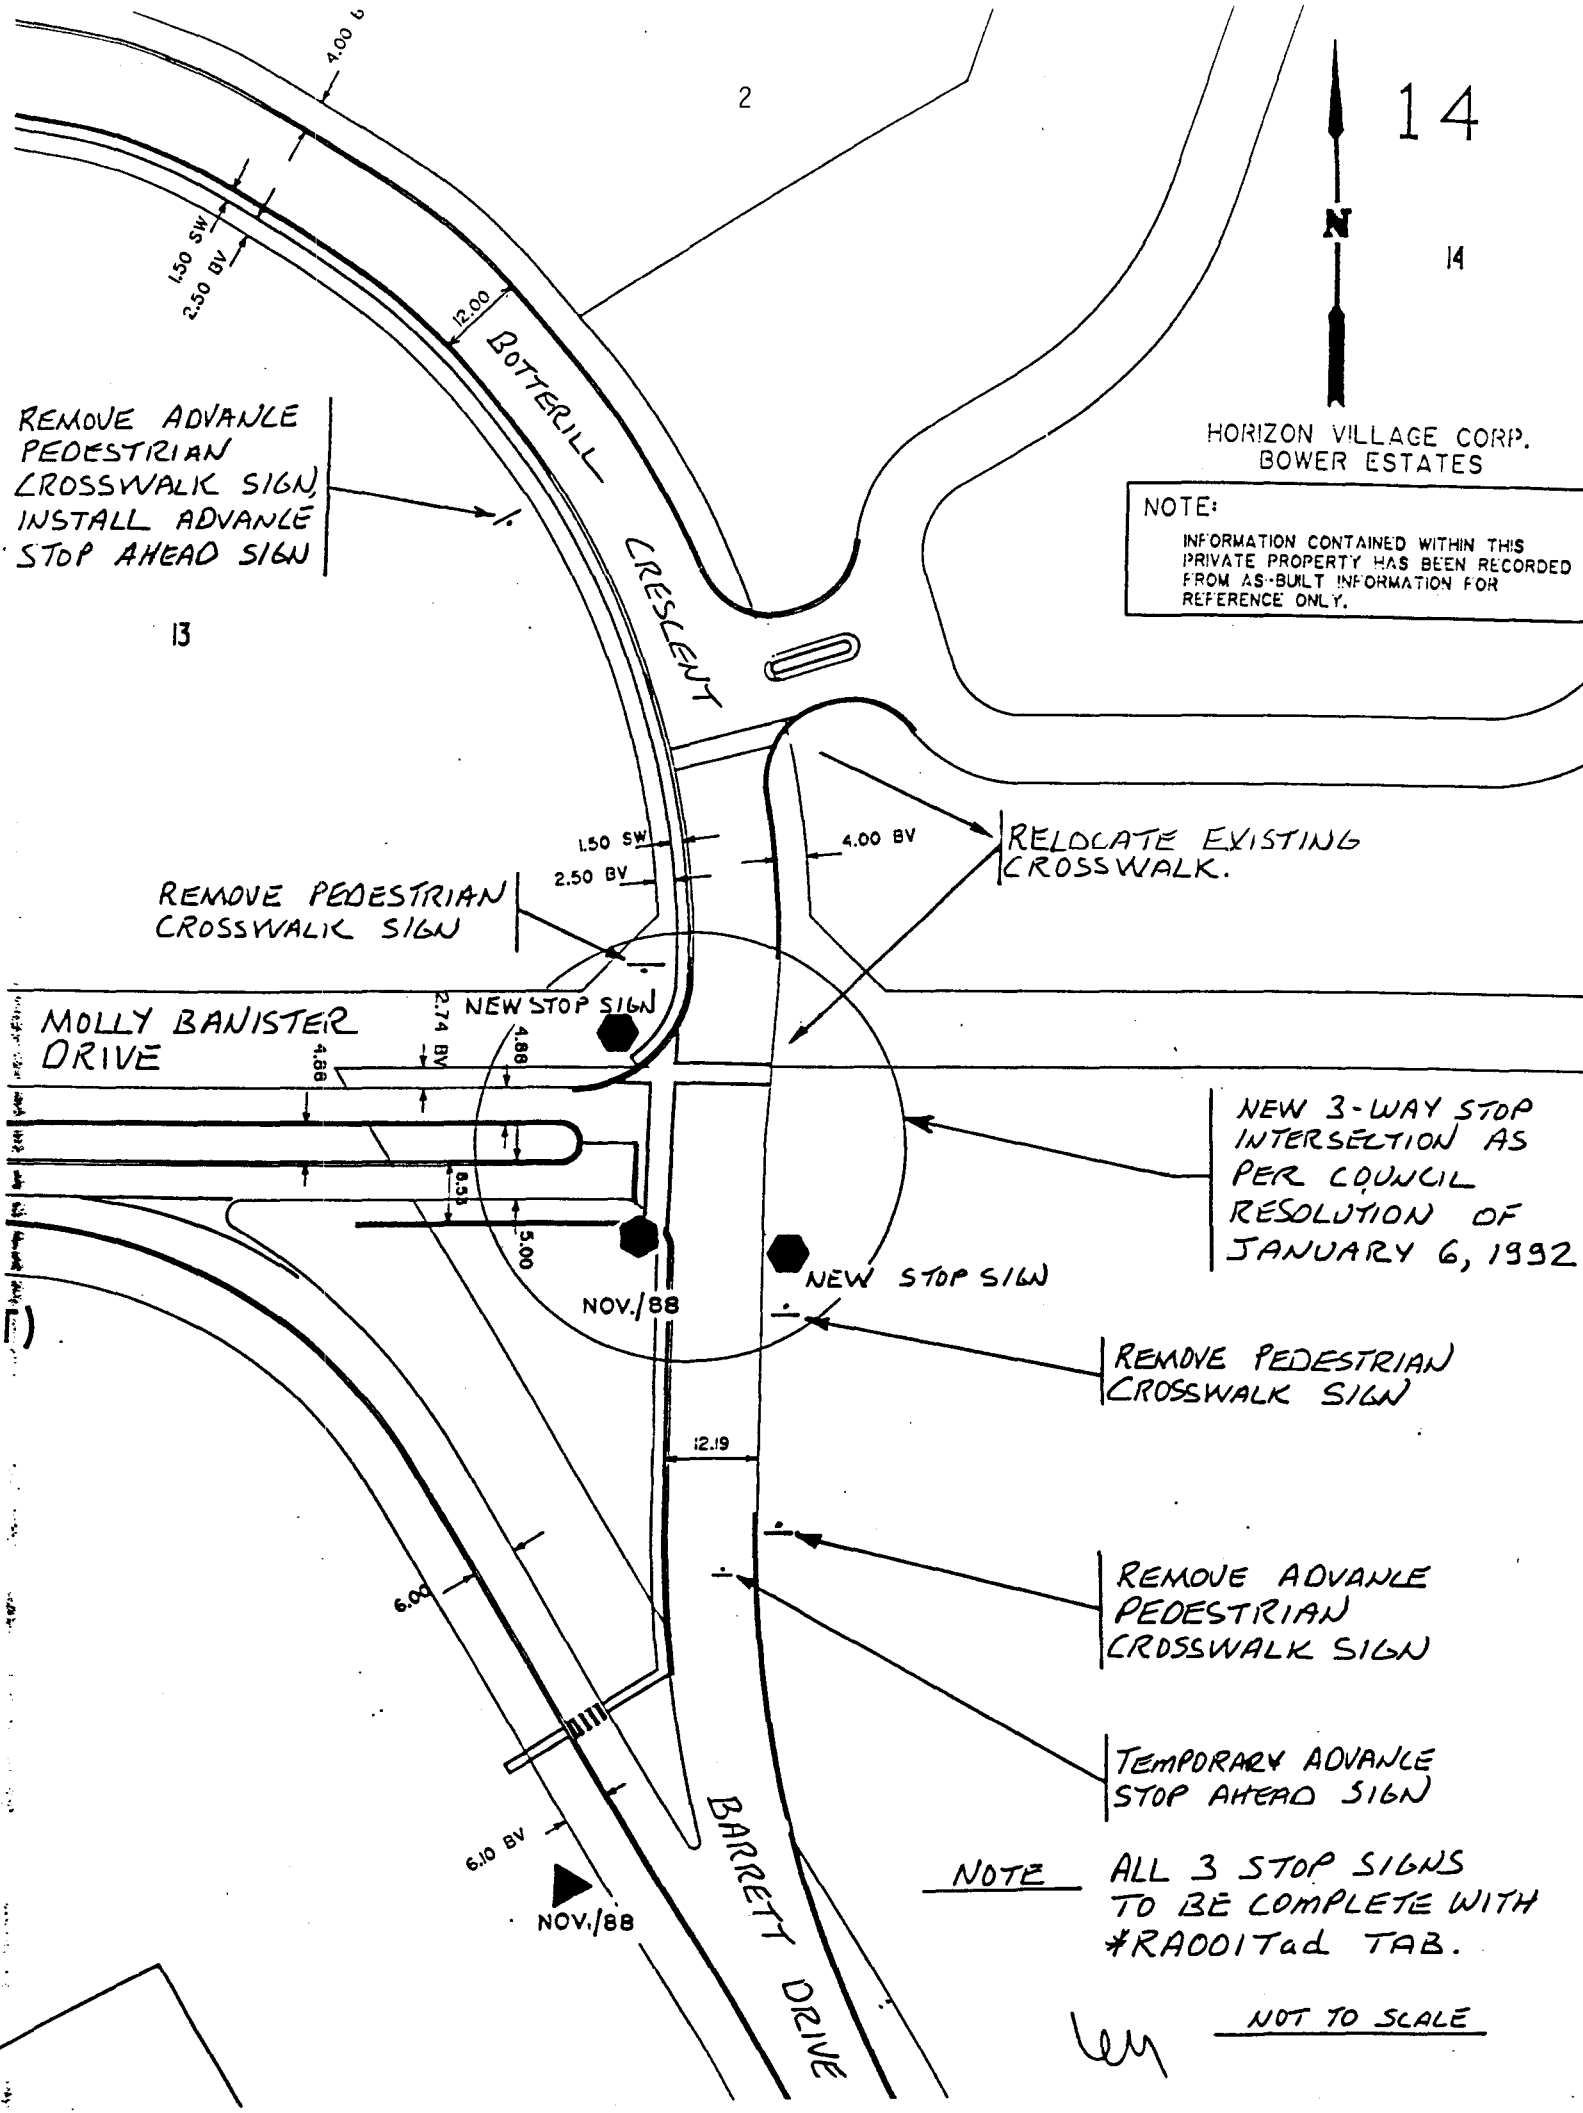 4.00 B
2
14
N
14
1.50 SW
2.50 BV
12.00
BOTTERILL
CRESCENT
HORIZON VILLAGE CORP.
BOWER ESTATES
NOTE:
INFORMATION CONTAINED WITHIN THIS
PRIVATE PROPERTY HAS BEEN RECORDED
FROM AS-BUILT INFORMATION FOR
REFERENCE ONLY.
REMOVE ADVANCE
PEDESTRIAN
CROSSWALK SIGN,
INSTALL ADVANCE
STOP AHEAD SIGN
13
1.50 SW
2.50 BV
4.00 BV
RELOCATE EXISTING
CROSSWALK.
REMOVE PEDESTRIAN
CROSSWALK SIGN
MOLLY BANISTER
DRIVE
2.74 BV
NEW STOP SIGN
4.88
4.88
8.53
5.00
NEW 3-WAY STOP
INTERSECTION AS
PER COUNCIL
RESOLUTION OF
JANUARY 6, 1992
NEW STOP SIGN
NOV./88
REMOVE PEDESTRIAN
CROSSWALK SIGN
12.19
6.00
REMOVE ADVANCE
PEDESTRIAN
CROSSWALK SIGN
TEMPORARY ADVANCE
STOP AHEAD SIGN
6.10 BV
NOV./88
BARRETT DRIVE
NOTE ALL 3 STOP SIGNS
TO BE COMPLETE WITH
#RA001Tad TAB.
NOT TO SCALE